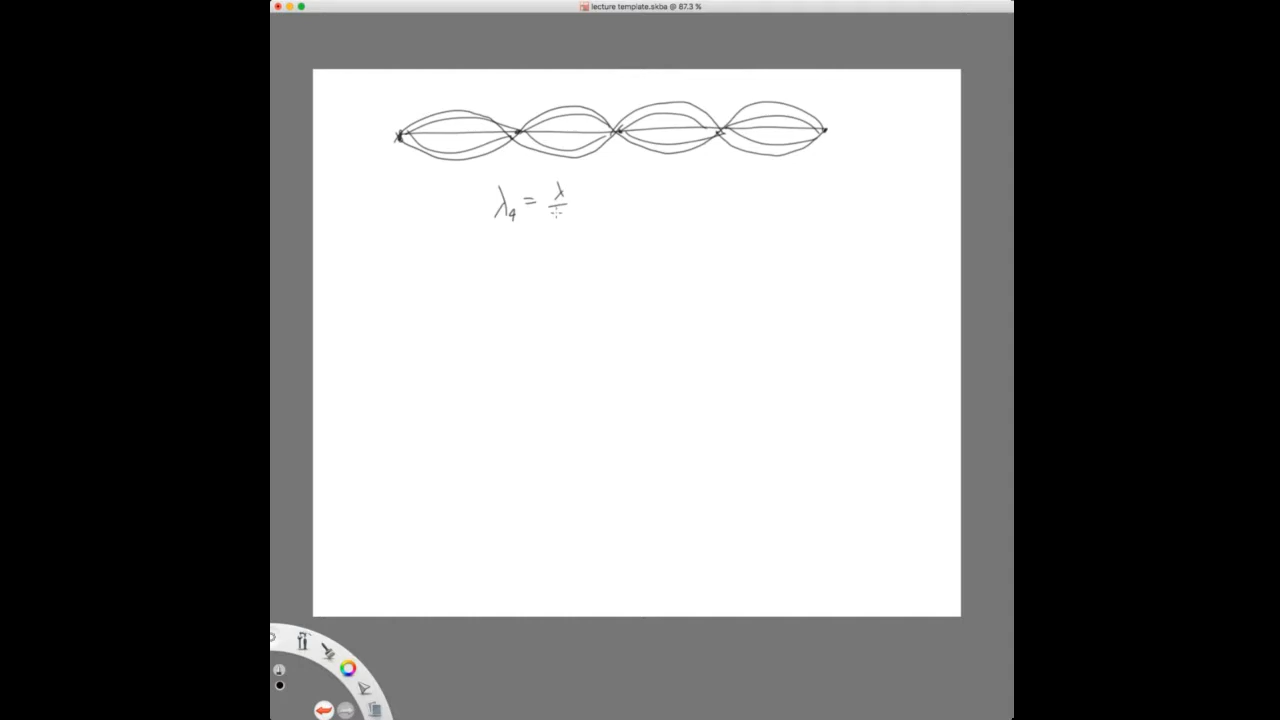 lecture template.skba @ 87.3 %
λ₄ = λ/